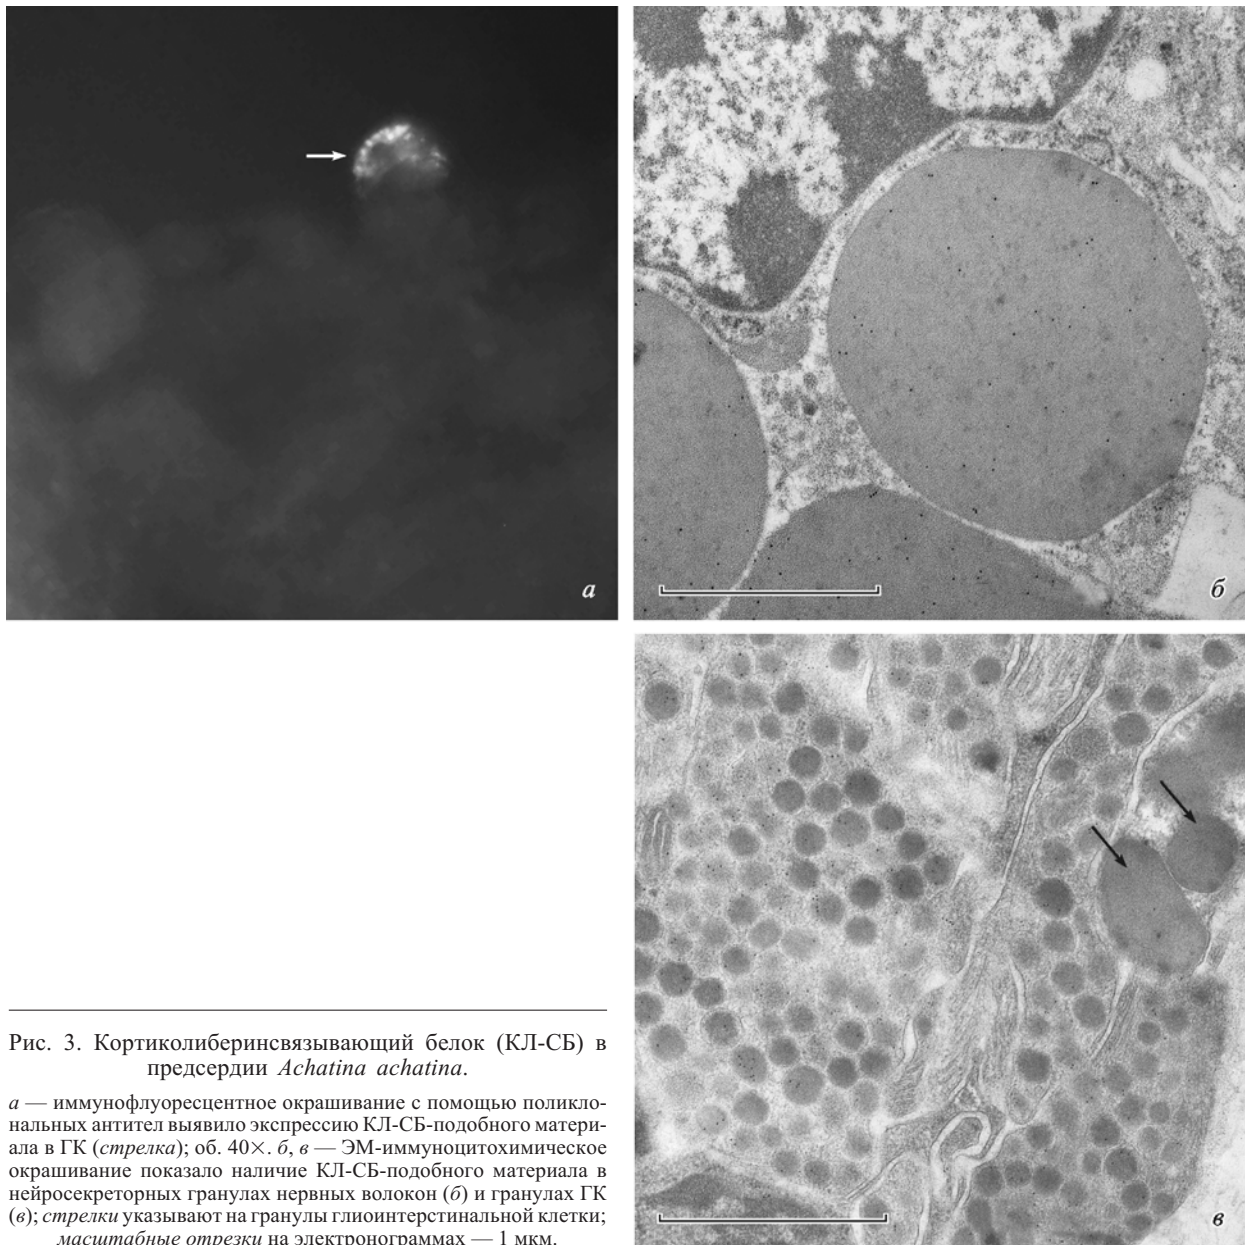 а
б
в
Рис. 3. Кортиколиберинсвязывающий белок (КЛ-СБ) в
предсердии Achatina achatina.
а — иммунофлуоресцентное окрашивание с помощью поликло-
нальных антител выявило экспрессию КЛ-СБ-подобного матери-
ала в ГК (стрелка); об. 40×. б, в — ЭМ-иммуноцитохимическое
окрашивание показало наличие КЛ-СБ-подобного материала в
нейросекреторных гранулах нервных волокон (б) и гранулах ГК
(в); стрелки указывают на гранулы глиоинтерстинальной клетки;
масштабные отрезки на электронограммах — 1 мкм.